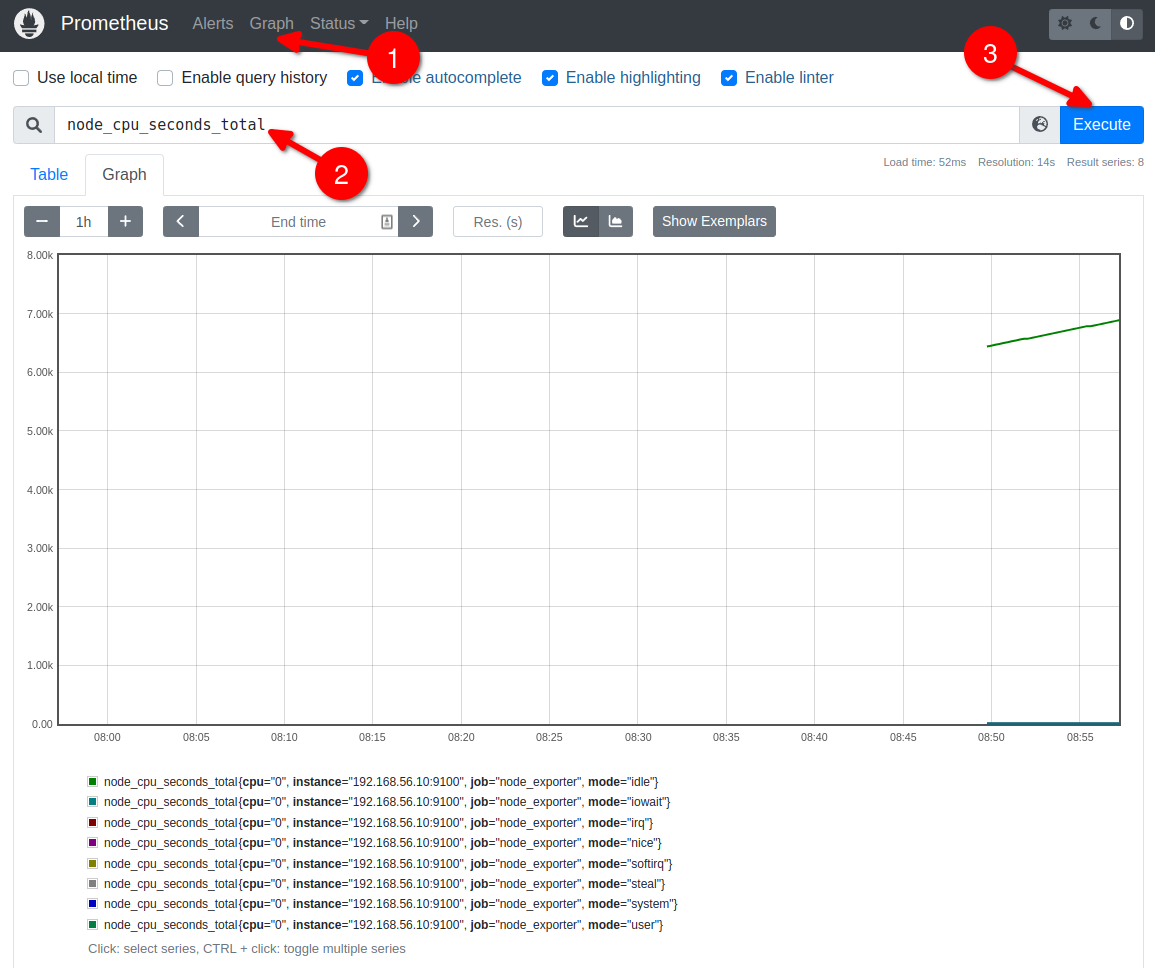 Prometheus Alerts Graph Status Help
1
3
Use local time Enable query history Enable autocomplete Enable highlighting Enable linter
node_cpu_seconds_total Execute
2
Load time: 52ms Resolution: 14s Result series: 8
Table Graph
1h End time Res. (s) Show Exemplars
8.00k
7.00k
6.00k
5.00k
4.00k
3.00k
2.00k
1.00k
0.00
08:00 08:05 08:10 08:15 08:20 08:25 08:30 08:35 08:40 08:45 08:50 08:55
node_cpu_seconds_total{cpu="0", instance="192.168.56.10:9100", job="node_exporter", mode="idle"}
node_cpu_seconds_total{cpu="0", instance="192.168.56.10:9100", job="node_exporter", mode="iowait"}
node_cpu_seconds_total{cpu="0", instance="192.168.56.10:9100", job="node_exporter", mode="irq"}
node_cpu_seconds_total{cpu="0", instance="192.168.56.10:9100", job="node_exporter", mode="nice"}
node_cpu_seconds_total{cpu="0", instance="192.168.56.10:9100", job="node_exporter", mode="softirq"}
node_cpu_seconds_total{cpu="0", instance="192.168.56.10:9100", job="node_exporter", mode="steal"}
node_cpu_seconds_total{cpu="0", instance="192.168.56.10:9100", job="node_exporter", mode="system"}
node_cpu_seconds_total{cpu="0", instance="192.168.56.10:9100", job="node_exporter", mode="user"}
Click: select series, CTRL + click: toggle multiple series